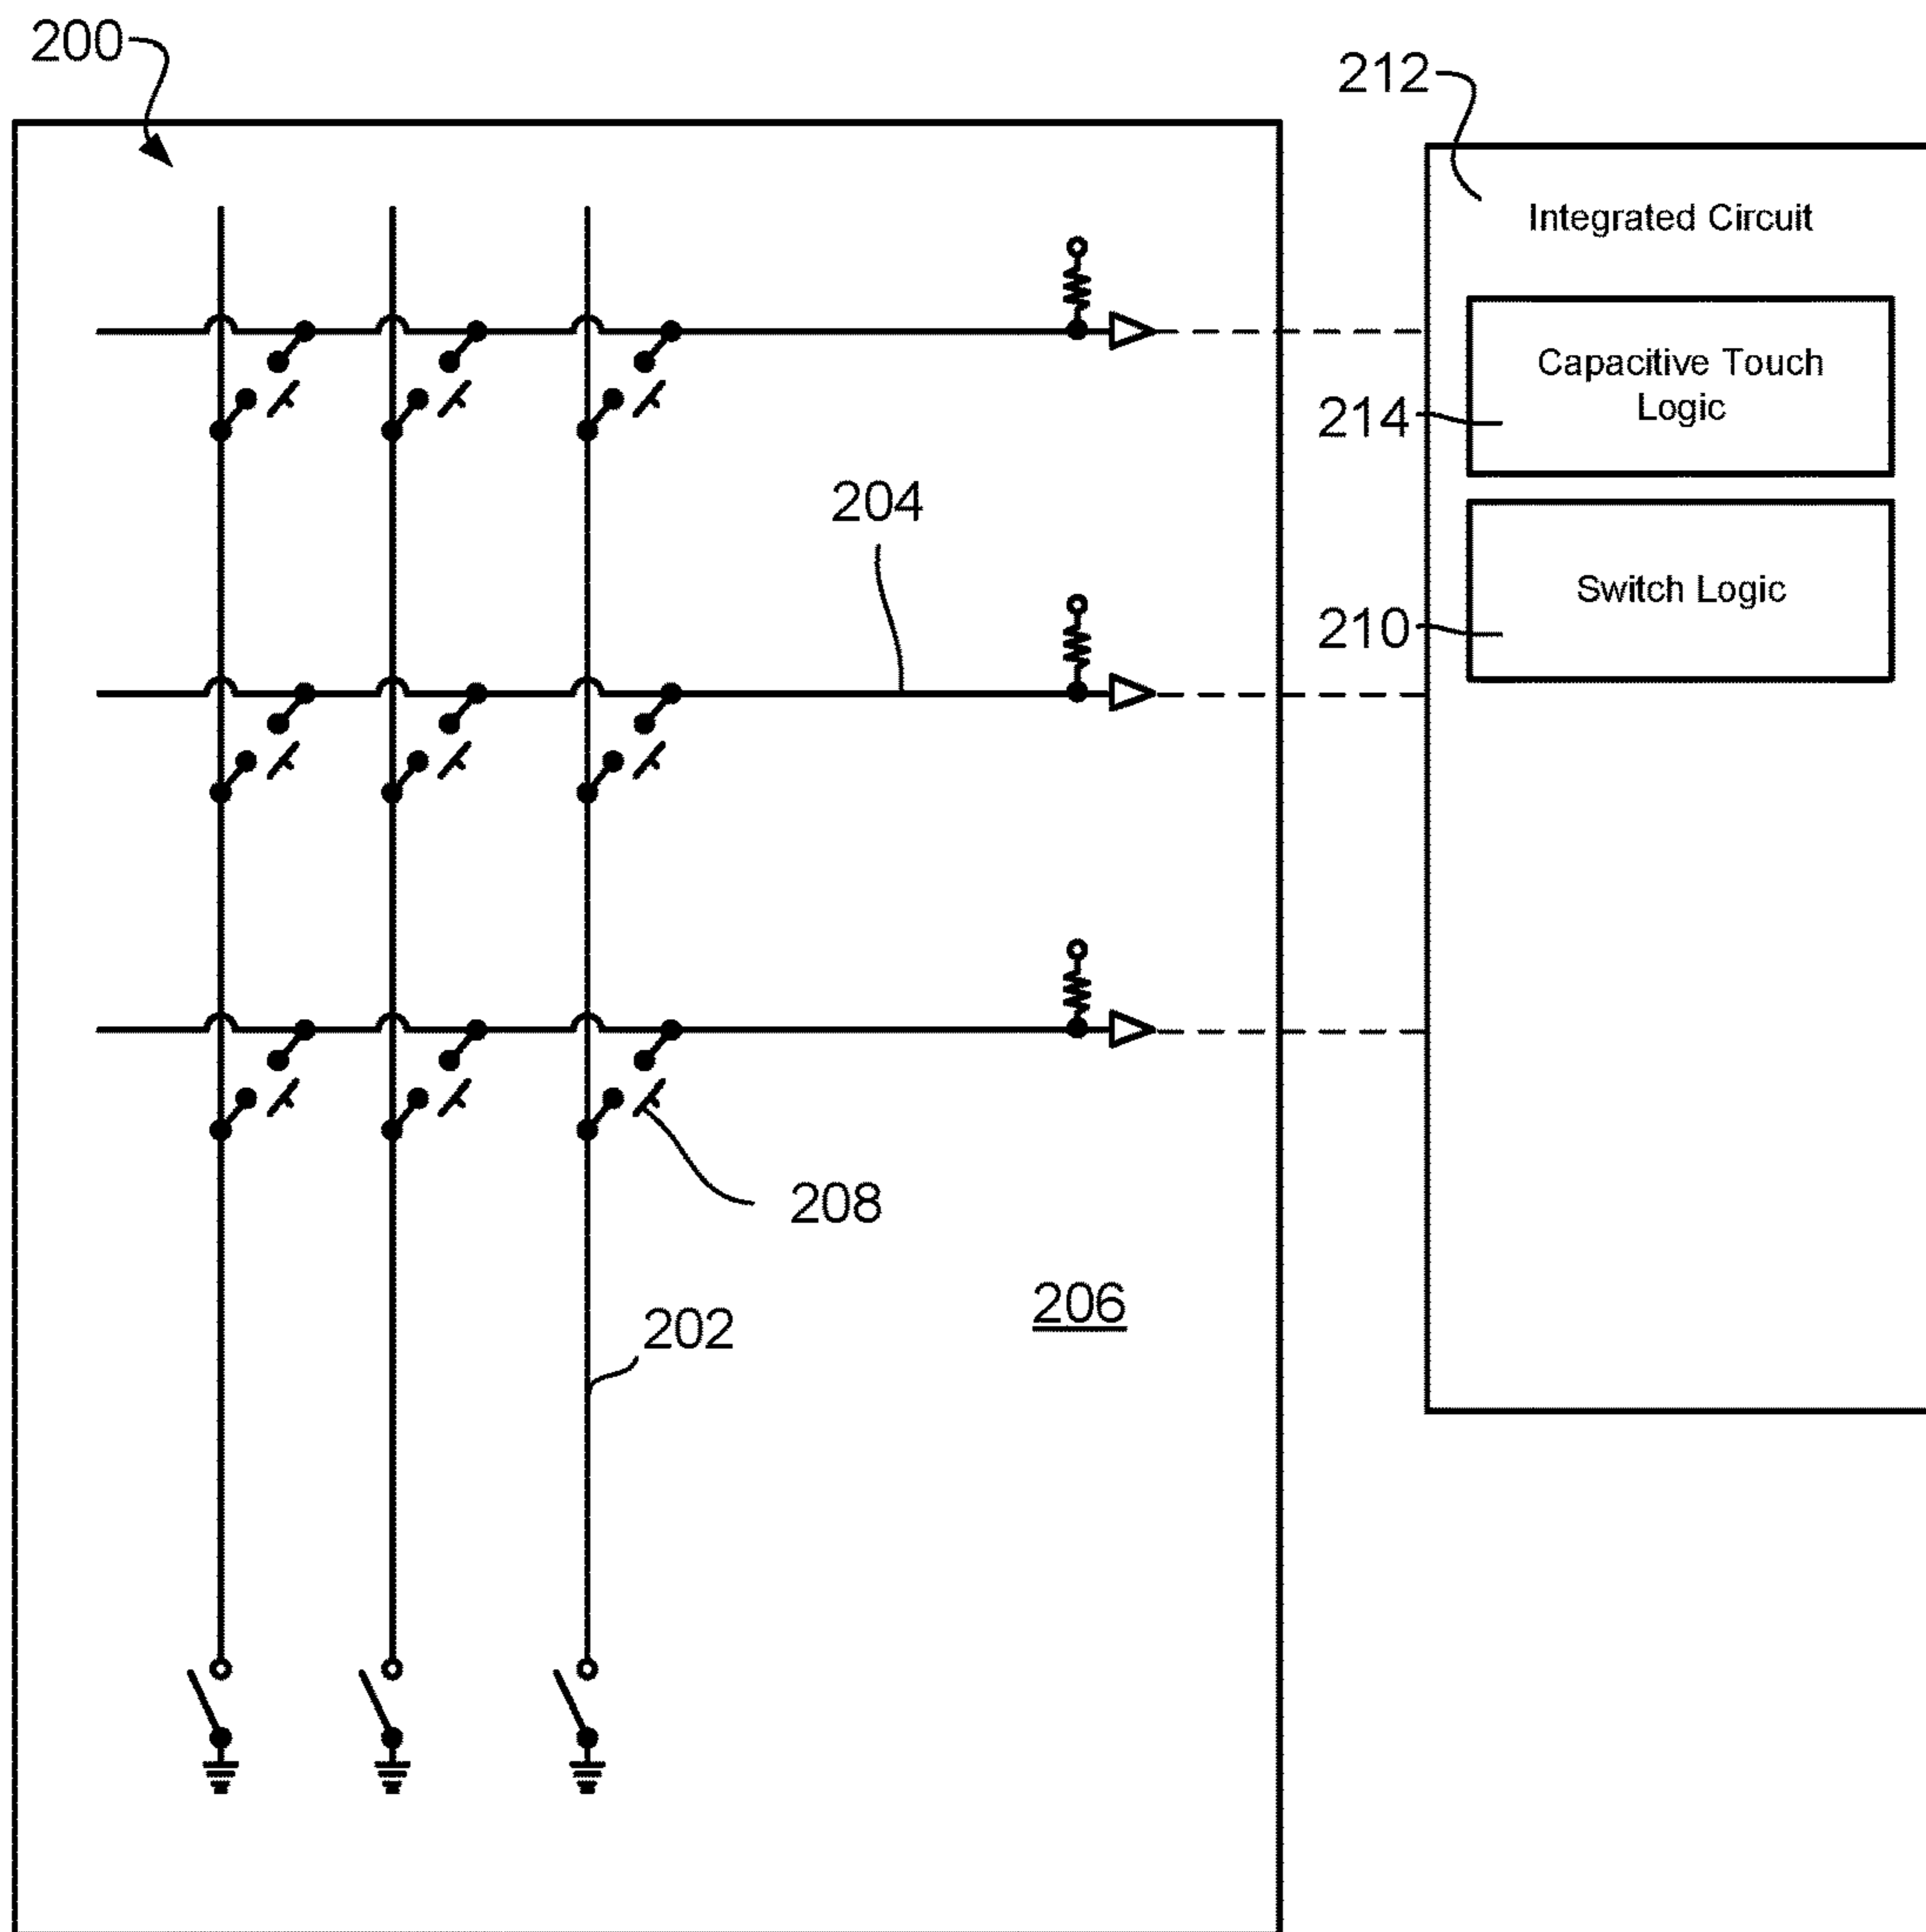 200
212
Integrated Circuit
Capacitive Touch
Logic
214
204
Switch Logic
210
208
206
202